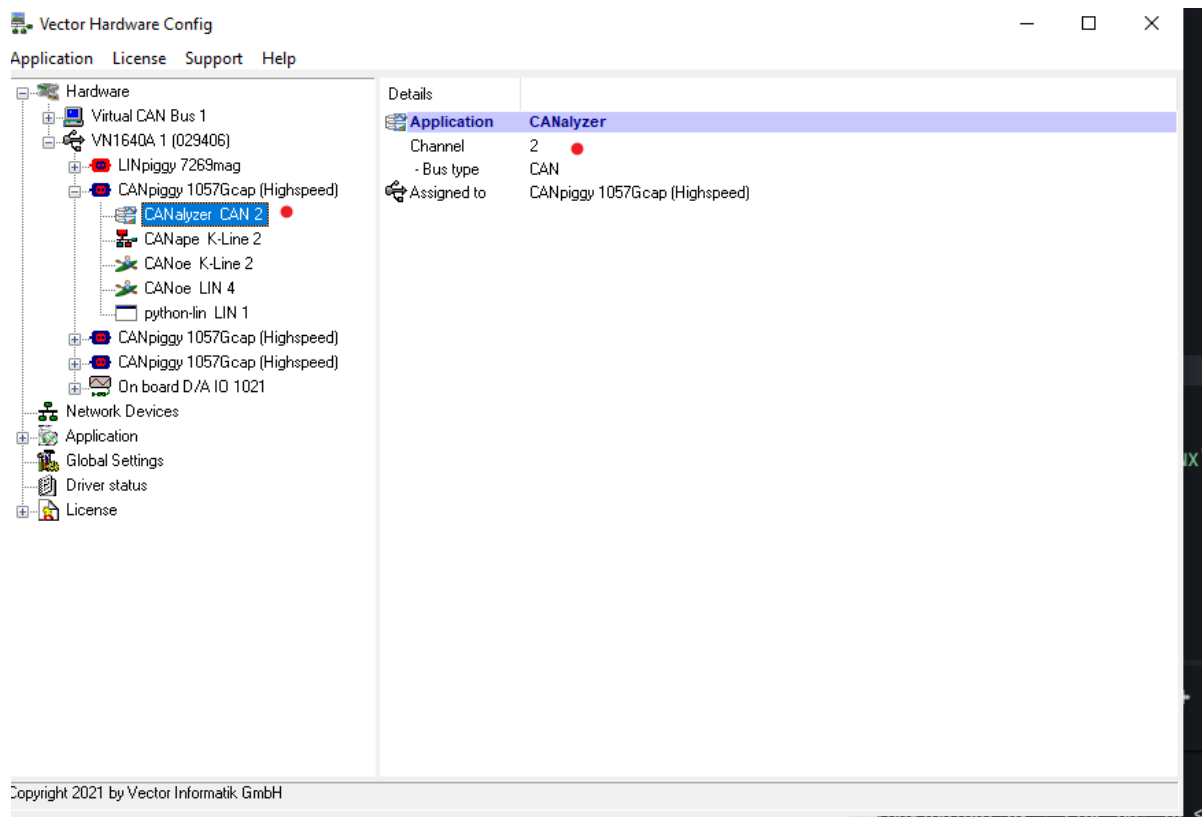 Vector Hardware Config
Application License Support Help
Hardware
Virtual CAN Bus 1
VN1640A 1 (029406)
LINpiggy 7269mag
CANpiggy 1057Gcap (Highspeed)
CANalyzer CAN 2
CANape K-Line 2
CANoe K-Line 2
CANoe LIN 4
python-lin LIN 1
CANpiggy 1057Gcap (Highspeed)
CANpiggy 1057Gcap (Highspeed)
On board D/A IO 1021
Network Devices
Application
Global Settings
Driver status
License
Details
Application CANalyzer
Channel 2
- Bus type CAN
Assigned to CANpiggy 1057Gcap (Highspeed)
Copyright 2021 by Vector Informatik GmbH